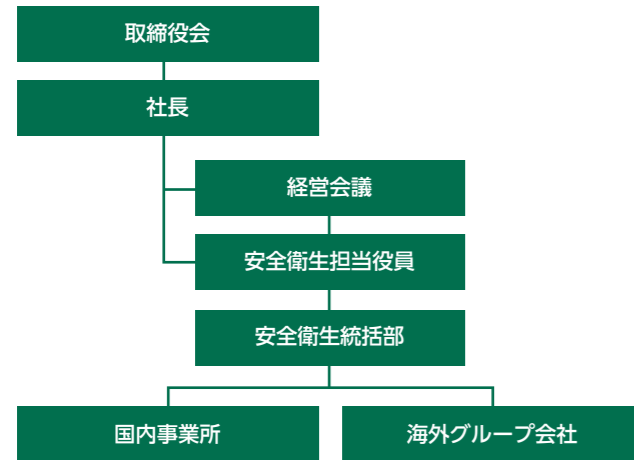 取締役会
社長
経営会議
安全衛生担当役員
安全衛生統括部
国内事業所
海外グループ会社